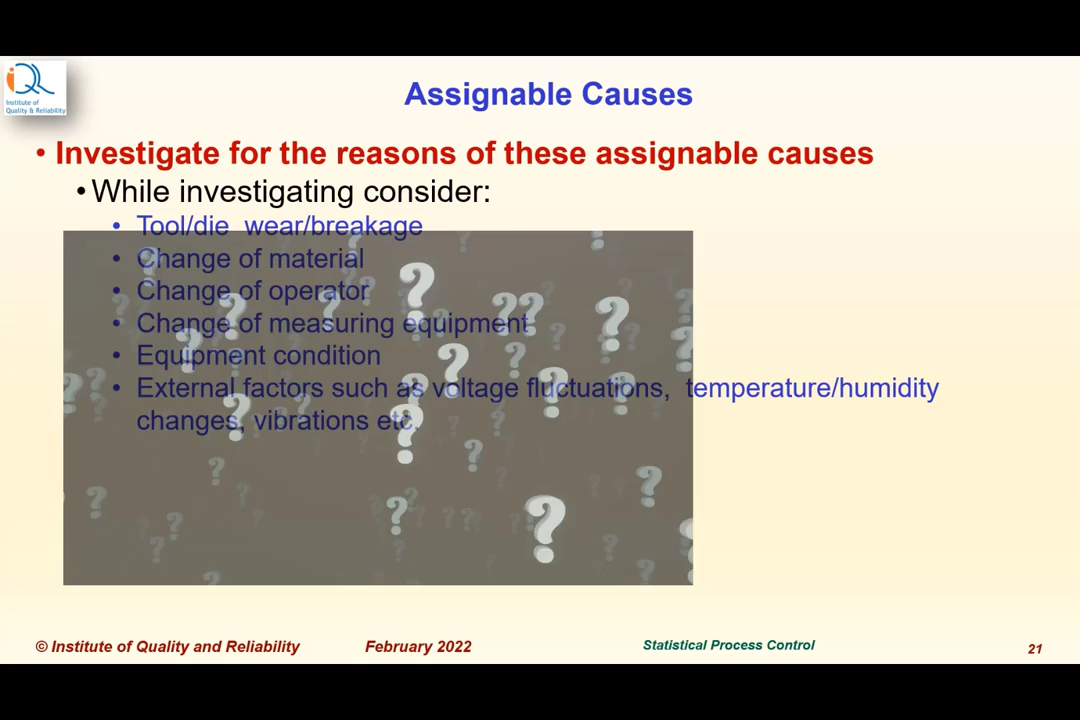 iQR
Institute of
Quality & Reliability
Assignable Causes
• Investigate for the reasons of these assignable causes
• While investigating consider:
• Tool/die wear/breakage
• Change of material
• Change of operator
• Change of measuring equipment
• Equipment condition
• External factors such as voltage fluctuations, temperature/humidity
changes, vibrations etc.
© Institute of Quality and Reliability February 2022 Statistical Process Control 21